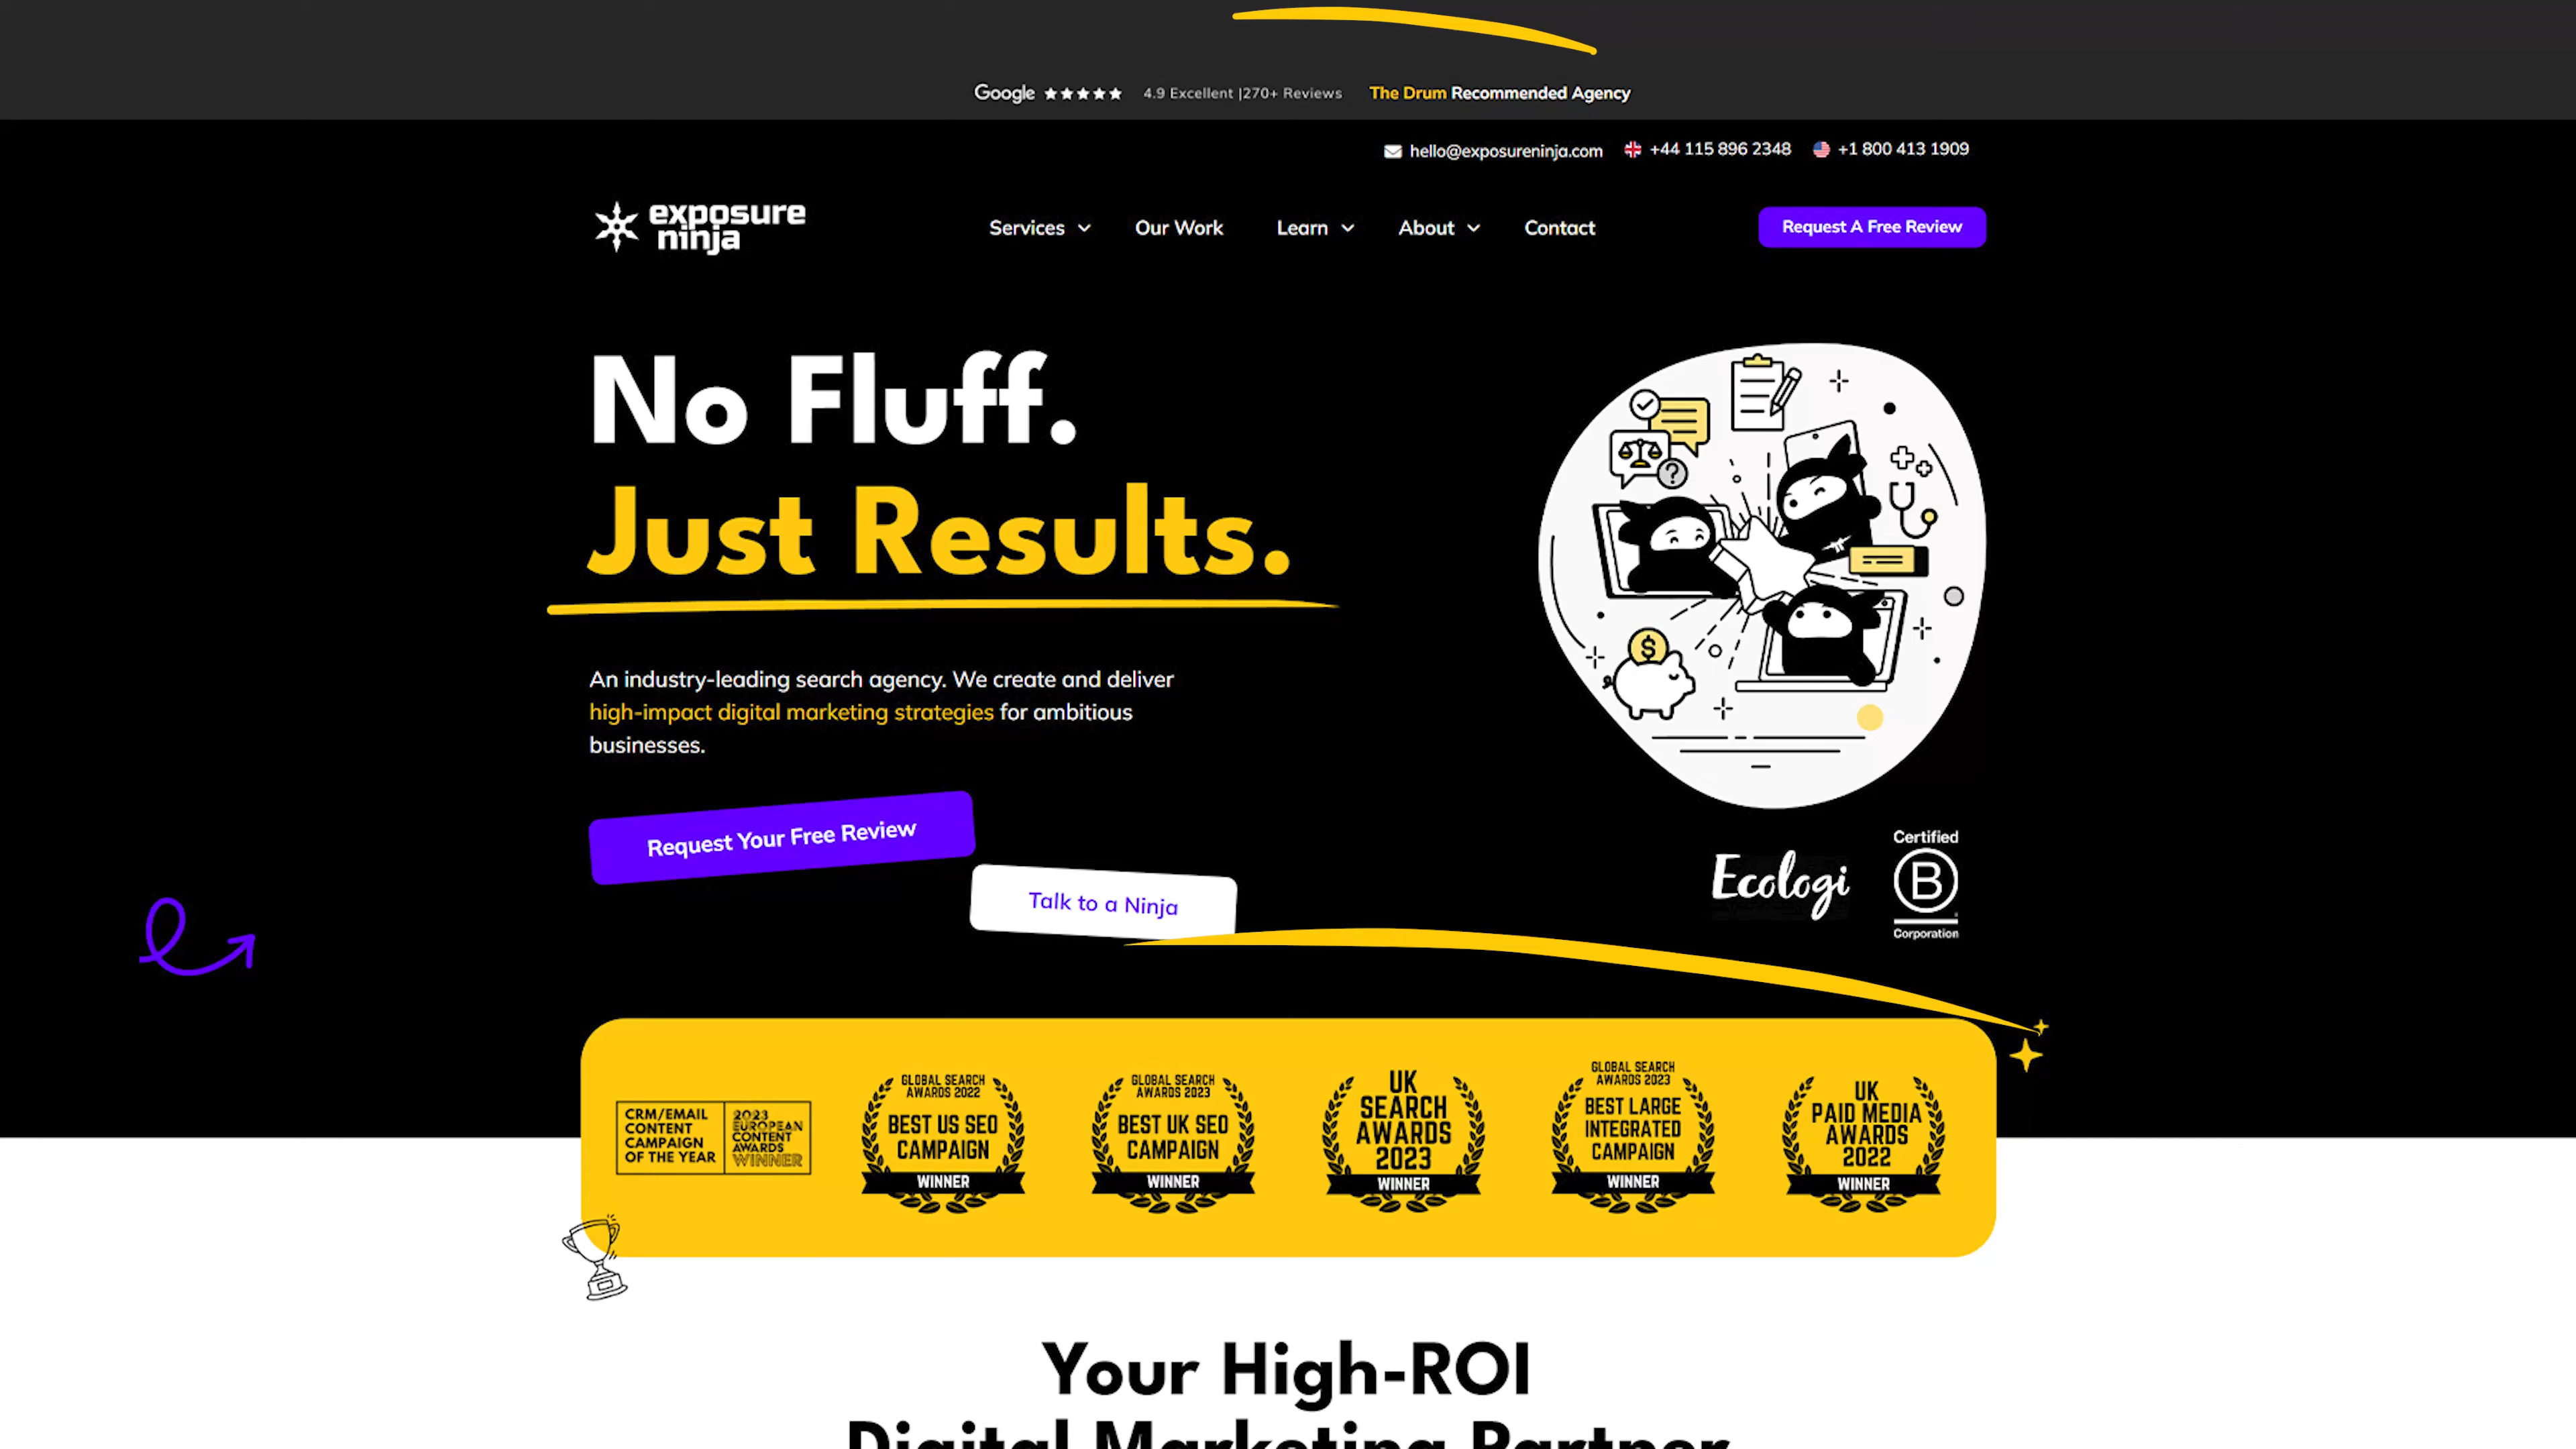 Google 4.9 Excellent |270+ Reviews The Drum Recommended Agency
hello@exposureninja.com +44 115 896 2348 +1 800 413 1909
exposure
ninja
Services Our Work Learn About Contact Request A Free Review
No Fluff.
Just Results.
An industry-leading search agency. We create and deliver
high-impact digital marketing strategies for ambitious
businesses.
Request Your Free Review
Talk to a Ninja
Ecologi
Certified
B
Corporation
CRM/EMAIL
CONTENT
CAMPAIGN
OF THE YEAR
2023
EUROPEAN
CONTENT
AWARDS
WINNER
GLOBAL SEARCH
AWARDS 2022
BEST US SEO
CAMPAIGN
WINNER
GLOBAL SEARCH
AWARDS 2023
BEST UK SEO
CAMPAIGN
WINNER
UK
SEARCH
AWARDS
2023
WINNER
GLOBAL SEARCH
AWARDS 2023
BEST LARGE
INTEGRATED
CAMPAIGN
WINNER
UK
PAID MEDIA
AWARDS
2022
WINNER
Your High-ROI
Digital Marketing Partner